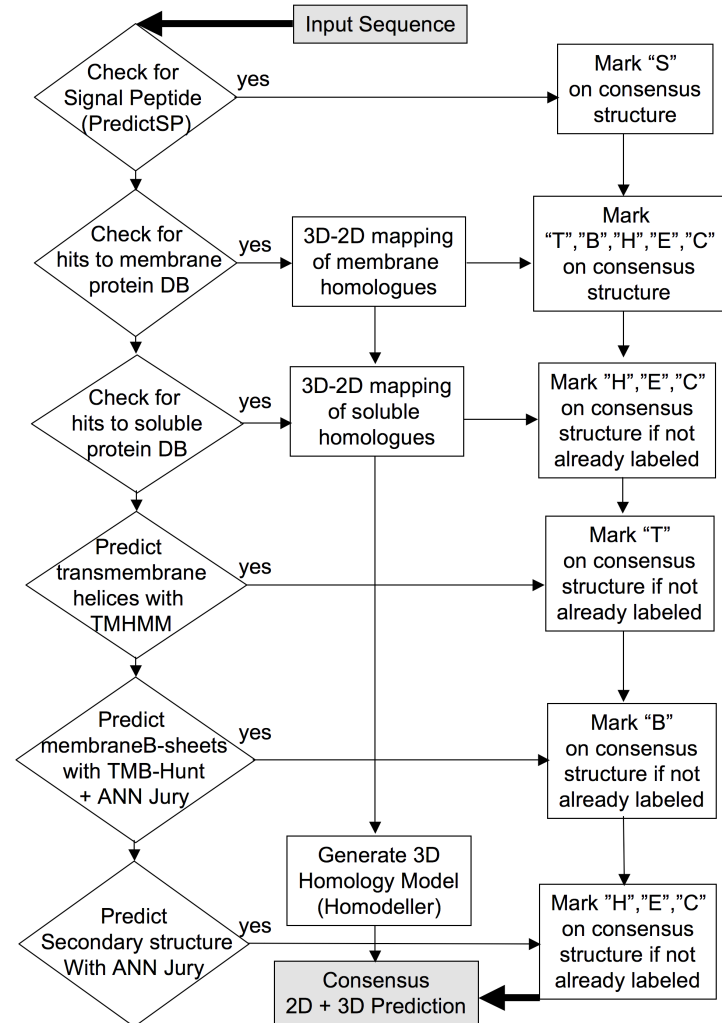 Input Sequence
Check for
Signal Peptide
(PredictSP)
yes
Mark “S”
on consensus
structure
Check for
hits to membrane
protein DB
yes
3D-2D mapping
of membrane
homologues
Mark
“T”,”B”,”H”,”E”,”C”
on consensus
structure
Check for
hits to soluble
protein DB
yes
3D-2D mapping
of soluble
homologues
Mark ”H”,”E”,”C”
on consensus
structure if not
already labeled
Predict
transmembrane
helices with
TMHMM
yes
Mark “T”
on consensus
structure if not
already labeled
Predict
membraneB-sheets
with TMB-Hunt
+ ANN Jury
yes
Mark “B”
on consensus
structure if not
already labeled
Generate 3D
Homology Model
(Homodeller)
Predict
Secondary structure
With ANN Jury
yes
Mark ”H”,”E”,”C”
on consensus
structure if not
already labeled
Consensus
2D + 3D Prediction